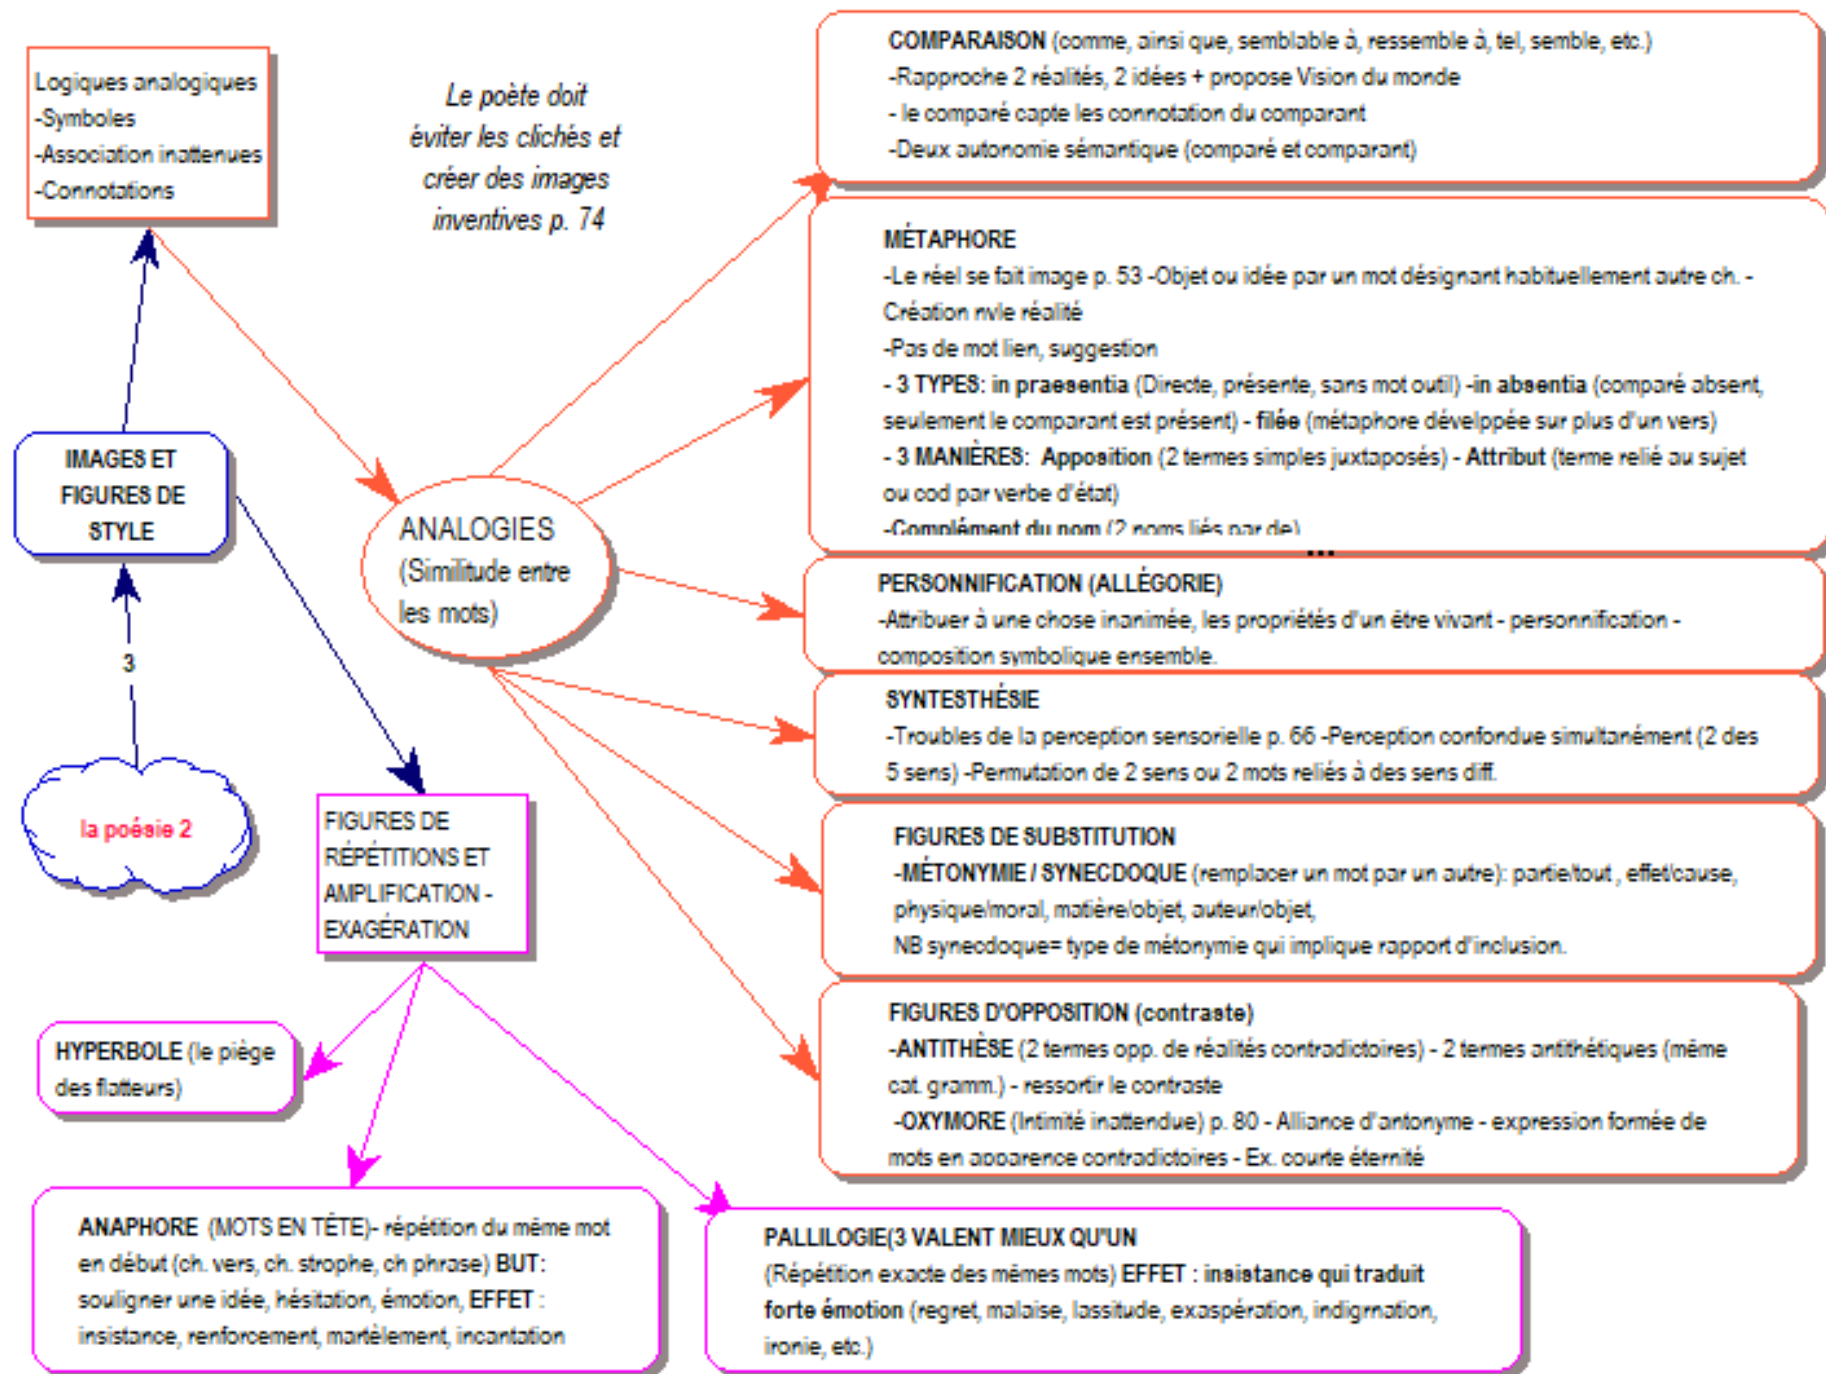 Logiques analogiques
-Symboles
-Association inattenues
-Connotations
Le poète doit
éviter les clichés et
créer des images
inventives p. 74
COMPARAISON (comme, ainsi que, semblable à, ressemble à, tel, semble, etc.)
-Rapproche 2 réalités, 2 idées + propose Vision du monde
- le comparé capte les connotation du comparant
-Deux autonomie sémantique (comparé et comparant)
MÉTAPHORE
-Le réel se fait image p. 53 -Objet ou idée par un mot désignant habituellement autre ch. -
Création nvle réalité
-Pas de mot lien, suggestion
- 3 TYPES: in praesentia (Directe, présente, sans mot outil) -in absentia (comparé absent,
seulement le comparant est présent) - filée (métaphore dévelppée sur plus d'un vers)
- 3 MANIÈRES: Apposition (2 termes simples juxtaposés) - Attribut (terme relié au sujet
ou cod par verbe d'état)
-Complément du nom (2 noms liés par de)
...
IMAGES ET
FIGURES DE
STYLE
ANALOGIES
(Similitude entre
les mots)
PERSONNIFICATION (ALLÉGORIE)
-Attribuer à une chose inanimée, les propriétés d'un être vivant - personnification -
composition symbolique ensemble.
3
SYNTESTHÉSIE
-Troubles de la perception sensorielle p. 66 -Perception confondue simultanément (2 des
5 sens) -Permutation de 2 sens ou 2 mots reliés à des sens diff.
la poésie 2
FIGURES DE
RÉPÉTITIONS ET
AMPLIFICATION -
EXAGÉRATION
FIGURES DE SUBSTITUTION
-MÉTONYMIE / SYNECDOQUE (remplacer un mot par un autre): partie/tout , effet/cause,
physique/moral, matière/objet, auteur/objet,
NB synecdoque= type de métonymie qui implique rapport d'inclusion.
FIGURES D'OPPOSITION (contraste)
-ANTITHÈSE (2 termes opp. de réalités contradictoires) - 2 termes antithétiques (même
cat. gramm.) - ressortir le contraste
-OXYMORE (Intimité inattendue) p. 80 - Alliance d'antonyme - expression formée de
mots en apparence contradictoires - Ex. courte éternité
HYPERBOLE (le piège
des flatteurs)
ANAPHORE (MOTS EN TÊTE)- répétition du même mot
en début (ch. vers, ch. strophe, ch phrase) BUT:
souligner une idée, hésitation, émotion, EFFET :
insistance, renforcement, martèlement, incantation
PALLILOGIE(3 VALENT MIEUX QU'UN
(Répétition exacte des mêmes mots) EFFET : insistance qui traduit
forte émotion (regret, malaise, lassitude, exaspération, indigrnation,
ironie, etc.)